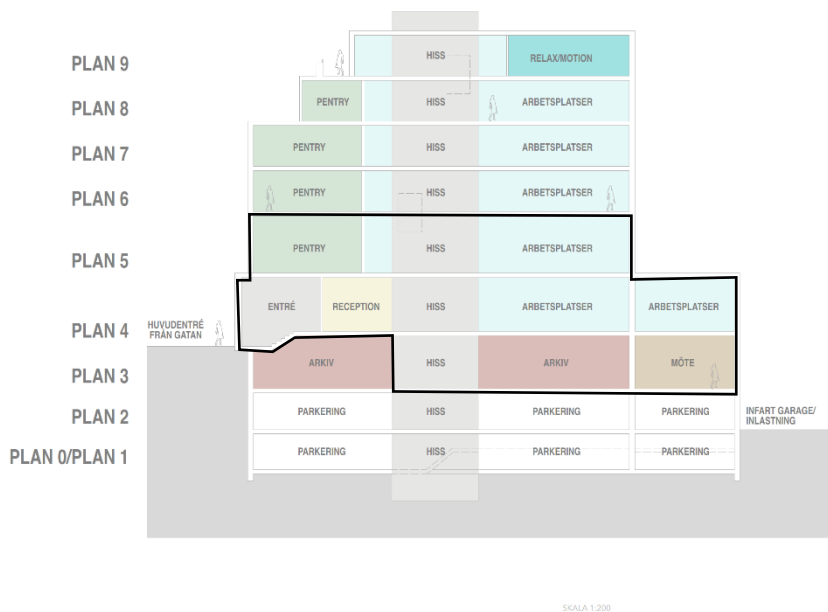 PLAN 9
HISS
RELAX/MOTION
PLAN 8
PENTRY
HISS
ARBETSPLATSER
PLAN 7
PENTRY
HISS
ARBETSPLATSER
PLAN 6
PENTRY
HISS
ARBETSPLATSER
PLAN 5
PENTRY
HISS
ARBETSPLATSER
PLAN 4
HUVUDENTRÉ
FRÅN GATAN
ENTRÉ
RECEPTION
HISS
ARBETSPLATSER
ARBETSPLATSER
PLAN 3
ARKIV
HISS
ARKIV
MÖTE
PLAN 2
PARKERING
HISS
PARKERING
PARKERING
INFART GARAGE/
INLASTNING
PLAN 0/PLAN 1
PARKERING
HISS
PARKERING
PARKERING
SKALA 1:200